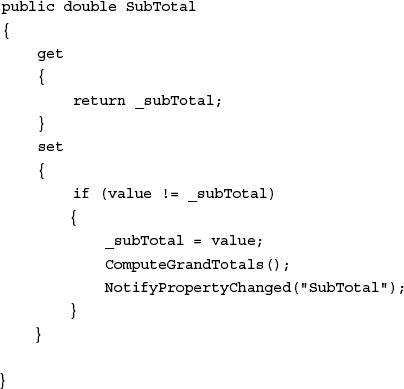 public double SubTotal
{
get
{
return _subTotal;
}
set
{
if (value != _subTotal)
{
_subTotal = value;
ComputeGrandTotals();
NotifyPropertyChanged("SubTotal");
}
}
}